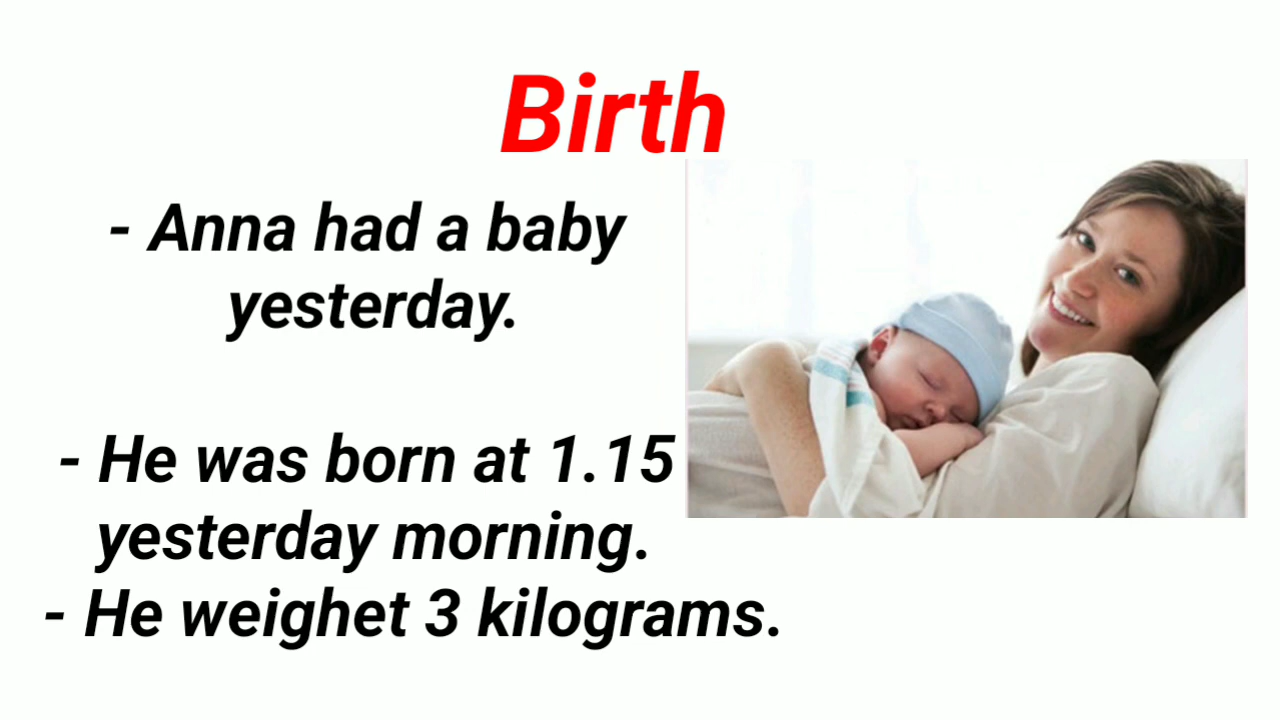 Birth
- Anna had a baby
yesterday.
- He was born at 1.15
yesterday morning.
- He weighet 3 kilograms.